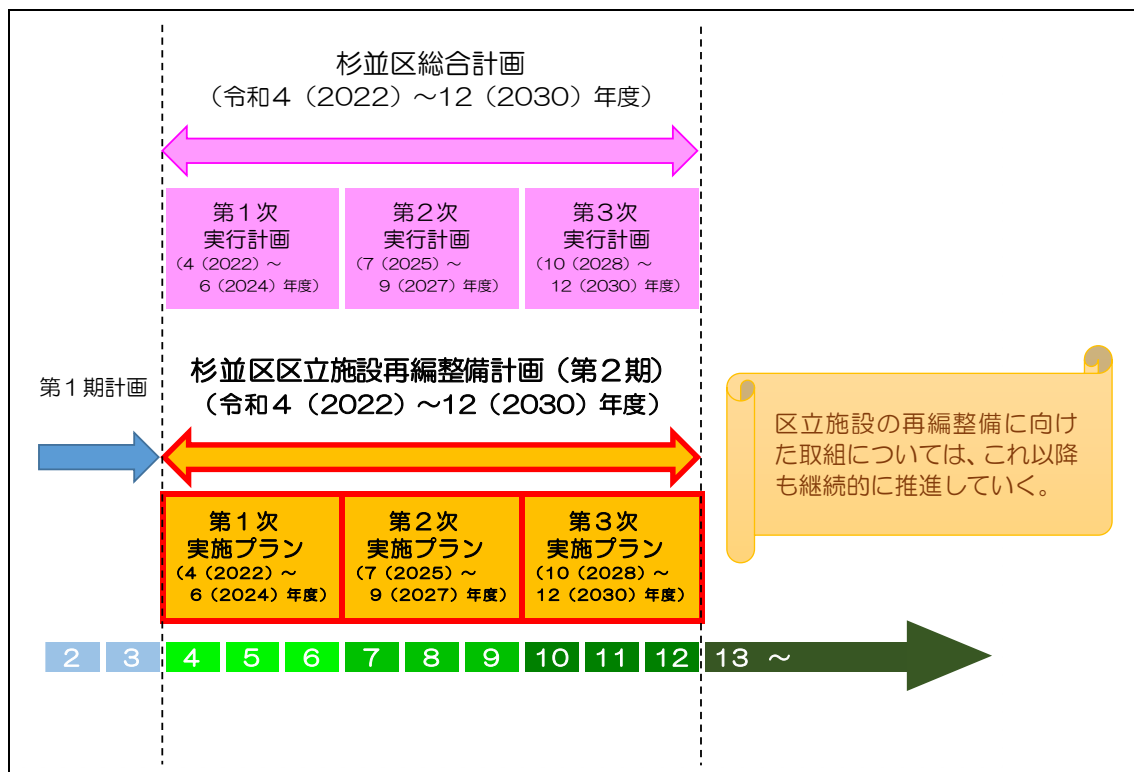 杉並区総合計画
（令和４（2022）～12（2030）年度）
第１次
実行計画
（4（2022）～
6（2024）年度）
第２次
実行計画
（7（2025）～
9（2027）年度）
第３次
実行計画
（10（2028）～
12（2030）年度）
第１期計画
杉並区区立施設再編整備計画（第２期）
（令和４（2022）～12（2030）年度）
区立施設の再編整備に向け
た取組については、これ以降
も継続的に推進していく。
第１次
実施プラン
（4（2022）～
6（2024）年度）
第２次
実施プラン
（7（2025）～
9（2027）年度）
第３次
実施プラン
（10（2028）～
12（2030）年度）
2 3 4 5 6 7 8 9 10 11 12 13 ～